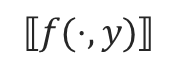 ⟦𝑓(·, 𝑦)⟧